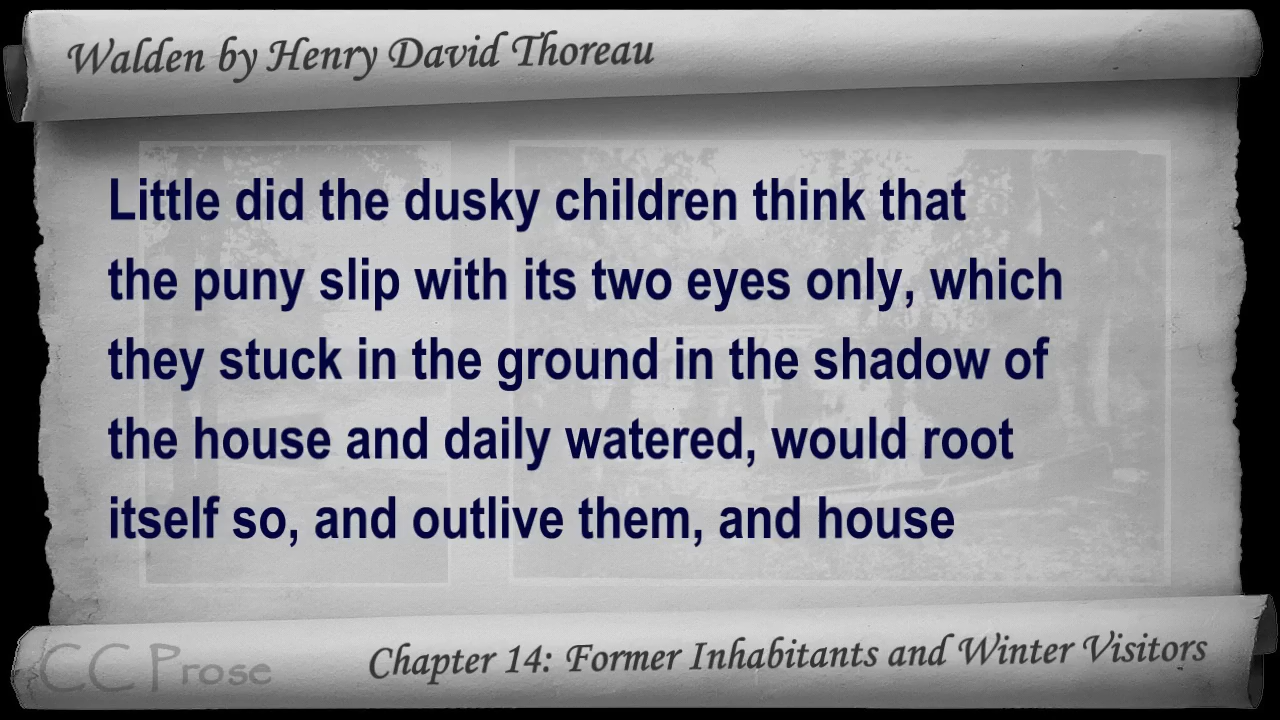 Walden by Henry David Thoreau
Little did the dusky children think that
the puny slip with its two eyes only, which
they stuck in the ground in the shadow of
the house and daily watered, would root
itself so, and outlive them, and house
CC Prose
Chapter 14: Former Inhabitants and Winter Visitors